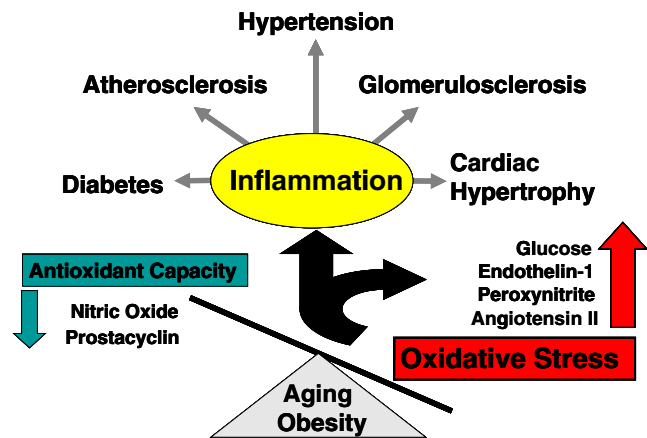 Hypertension
Atherosclerosis
Glomerulosclerosis
Diabetes
Inflammation
Cardiac
Hypertrophy
Antioxidant Capacity
Nitric Oxide
Prostacyclin
Glucose
Endothelin-1
Peroxynitrite
Angiotensin II
Oxidative Stress
Aging
Obesity